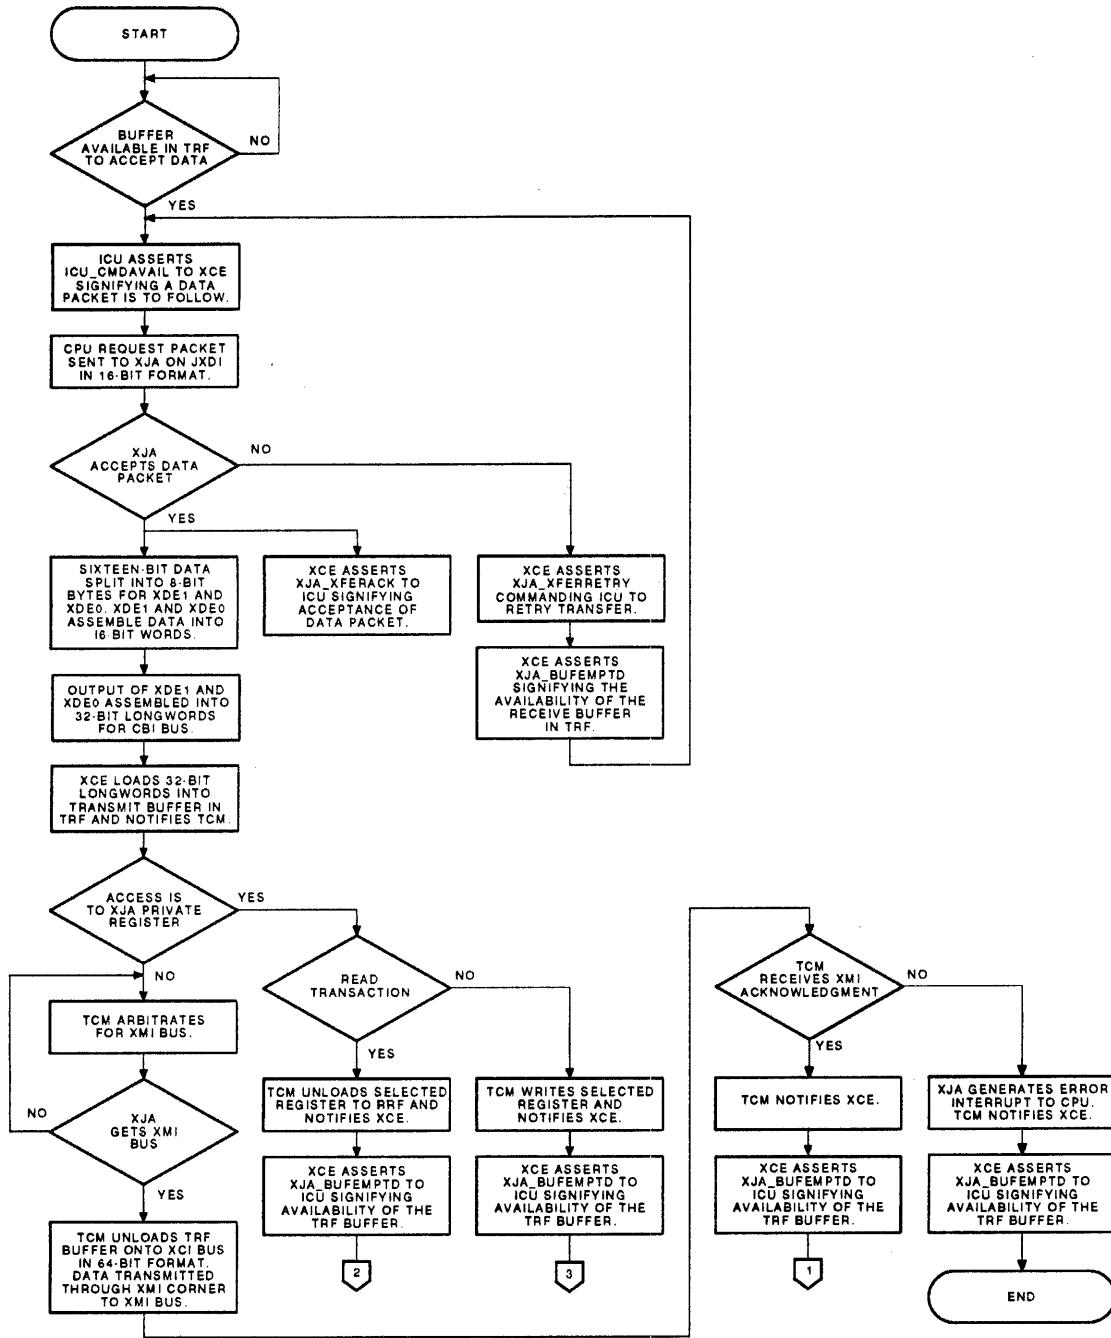 START
BUFFER
AVAILABLE IN TRF
TO ACCEPT DATA
NO
YES
ICU ASSERTS
ICU_CMDAVAIL TO XCE
SIGNIFYING A DATA
PACKET IS TO FOLLOW.
CPU REQUEST PACKET
SENT TO XJA ON JXDI
IN 16-BIT FORMAT.
XJA
ACCEPTS DATA
PACKET
NO
YES
SIXTEEN-BIT DATA
SPLIT INTO 8-BIT
BYTES FOR XDE1 AND
XDE0. XDE1 AND XDE0
ASSEMBLE DATA INTO
16-BIT WORDS.
XCE ASSERTS
XJA_XFERACK TO
ICU SIGNIFYING
ACCEPTANCE OF
DATA PACKET.
XCE ASSERTS
XJA_XFERRETRY
COMMANDING ICU TO
RETRY TRANSFER.
XCE ASSERTS
XJA_BUFEMPTD
SIGNIFYING THE
AVAILABILITY OF THE
RECEIVE BUFFER
IN TRF.
OUTPUT OF XDE1 AND
XDE0 ASSEMBLED INTO
32-BIT LONGWORDS
FOR CBI BUS.
XCE LOADS 32-BIT
LONGWORDS INTO
TRANSMIT BUFFER IN
TRF AND NOTIFIES TCM.
ACCESS IS
TO XJA PRIVATE
REGISTER
YES
NO
TCM ARBITRATES
FOR XMI BUS.
XJA
GETS XMI
BUS
NO
YES
TCM UNLOADS TRF
BUFFER ONTO XCI BUS
IN 64-BIT FORMAT.
DATA TRANSMITTED
THROUGH XMI CORNER
TO XMI BUS.
READ
TRANSACTION
NO
YES
TCM UNLOADS SELECTED
REGISTER TO RRF AND
NOTIFIES XCE.
XCE ASSERTS
XJA_BUFEMPTD TO
ICU SIGNIFYING
AVAILABILITY OF THE
TRF BUFFER.
2
TCM WRITES SELECTED
REGISTER AND
NOTIFIES XCE.
XCE ASSERTS
XJA_BUFEMPTD TO
ICU SIGNIFYING
AVAILABILITY OF THE
TRF BUFFER.
3
TCM
RECEIVES XMI
ACKNOWLEDGMENT
NO
YES
TCM NOTIFIES XCE.
XCE ASSERTS
XJA_BUFEMPTD TO
ICU SIGNIFYING
AVAILABILITY OF THE
TRF BUFFER.
1
XJA GENERATES ERROR
INTERRUPT TO CPU.
TCM NOTIFIES XCE.
XCE ASSERTS
XJA_BUFEMPTD TO
ICU SIGNIFYING
AVAILABILITY OF THE
TRF BUFFER.
END